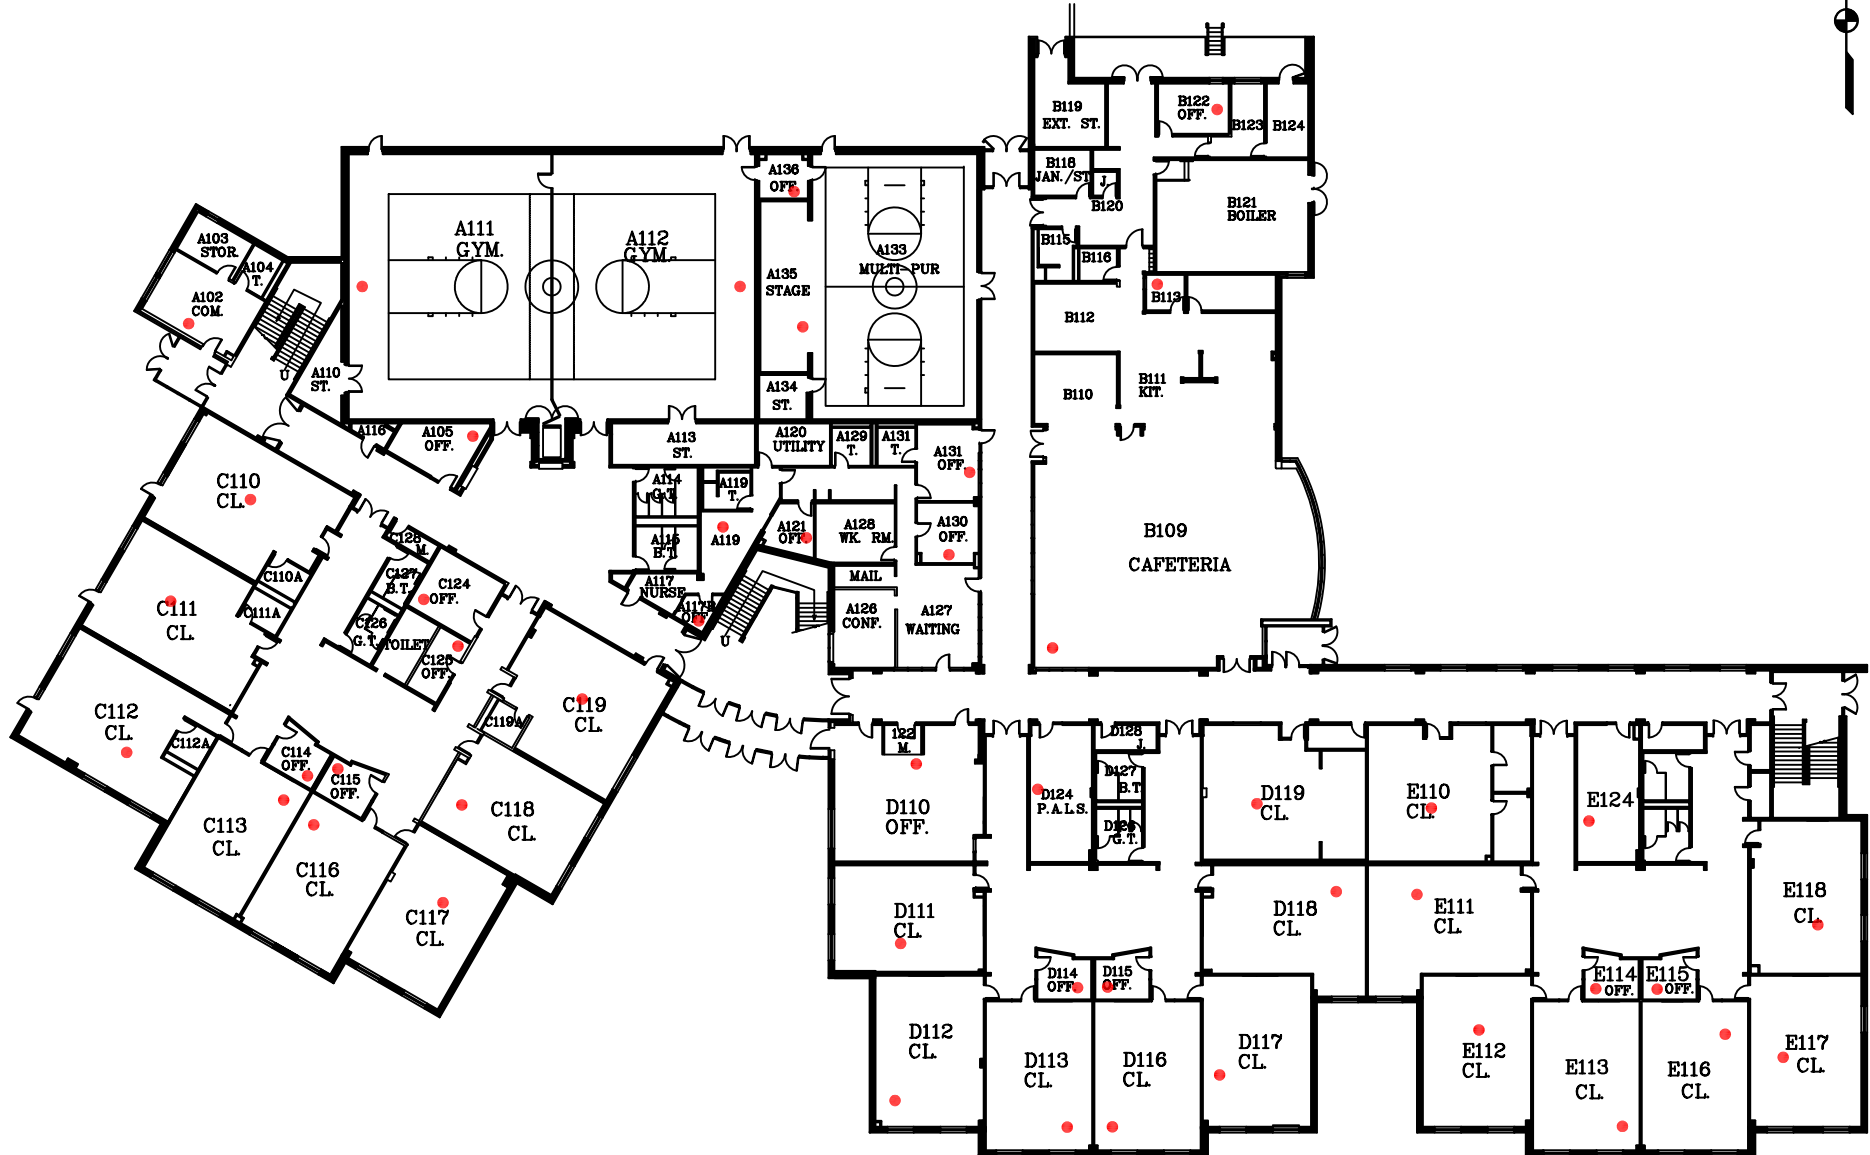 B119
EXT. ST.
B122
OFF.
B123
B124
B118
JAN./ST.
J.
B120
B121
BOILER
B115
B116
B113
B112
B110
B111
KIT.
B109
CAFETERIA
A103
STOR.
A104
T.
A102
COM.
U
A110
ST.
A111
GYM.
A112
GYM.
A136
OFF.
A135
STAGE
A133
MULTI-PUR
A134
ST.
A116
A105
OFF.
A113
ST.
A120
UTILITY
A129
T.
A131
T.
A131
OFF.
A114
G.T.
A119
T.
A119
A115
B.T.
A121
OFF.
A128
WK. RM.
A130
OFF.
A117
NURSE
A117B
OFF.
U
MAIL
A126
CONF.
A127
WAITING
C110
CL.
C110A
C111
CL.
C111A
C112
CL.
C112A
C128
M.
C127
B.T.
C126
G.T.
C124
OFF.
TOILET
C125
OFF.
C119
CL.
C119A
C114
OFF.
C115
OFF.
C113
CL.
C116
CL.
C118
CL.
C117
CL.
122
M.
D110
OFF.
D124
P.A.L.S.
D128
J.
D127
B.T.
D126
G.T.
D119
CL.
E110
CL.
E124
D111
CL.
D118
CL.
E111
CL.
E118
CL.
D114
OFF.
D115
OFF.
E114
OFF.
E115
OFF.
D112
CL.
D113
CL.
D116
CL.
D117
CL.
E112
CL.
E113
CL.
E116
CL.
E117
CL.